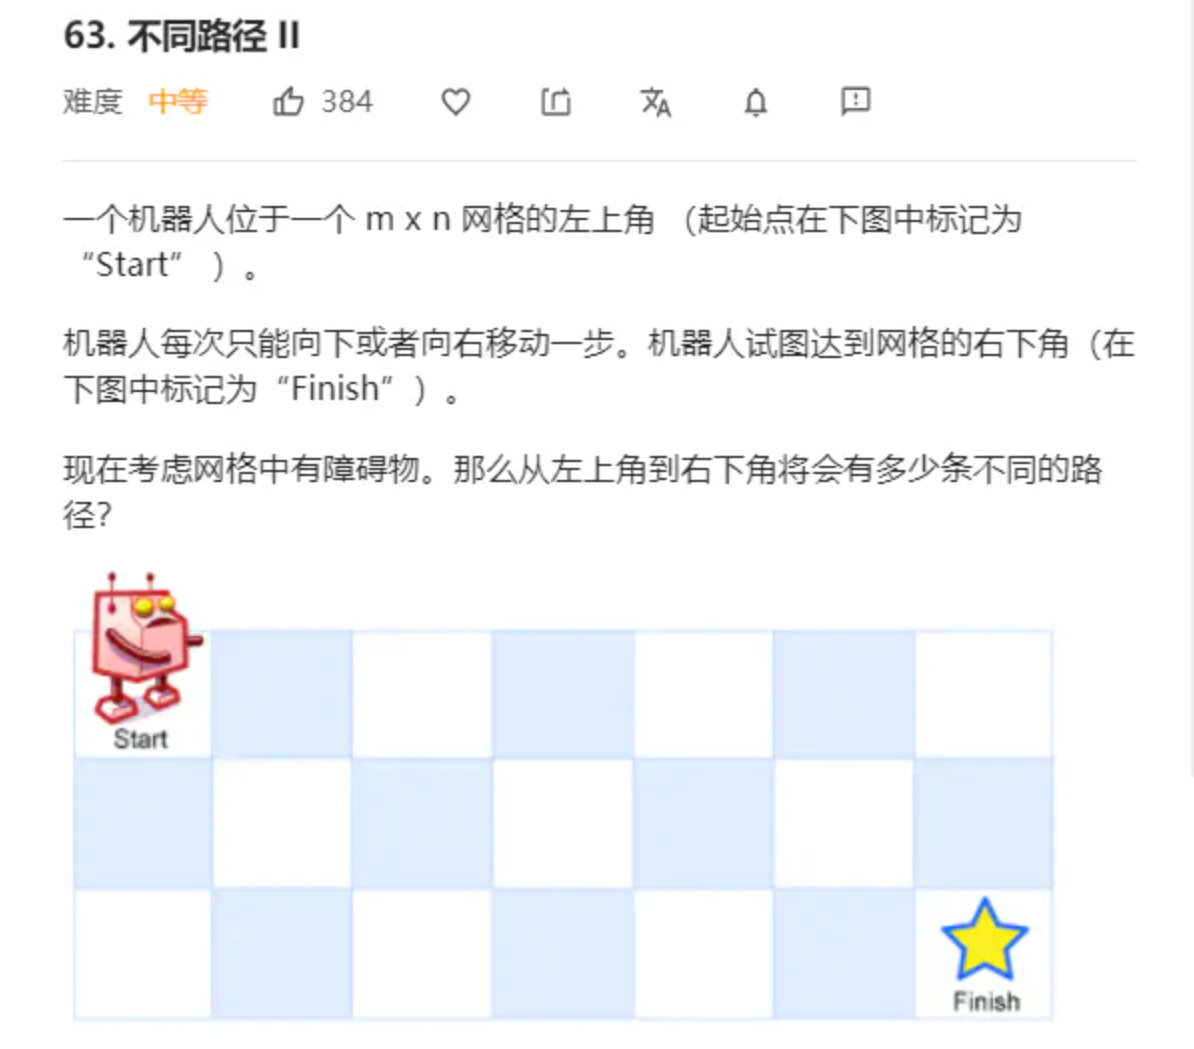 63. 不同路径 II
难度 中等 384
一个机器人位于一个 m x n 网格的左上角 （起始点在下图中标记为
“Start” ）。
机器人每次只能向下或者向右移动一步。机器人试图达到网格的右下角（在
下图中标记为“Finish”）。
现在考虑网格中有障碍物。那么从左上角到右下角将会有多少条不同的路
径？
Start
Finish